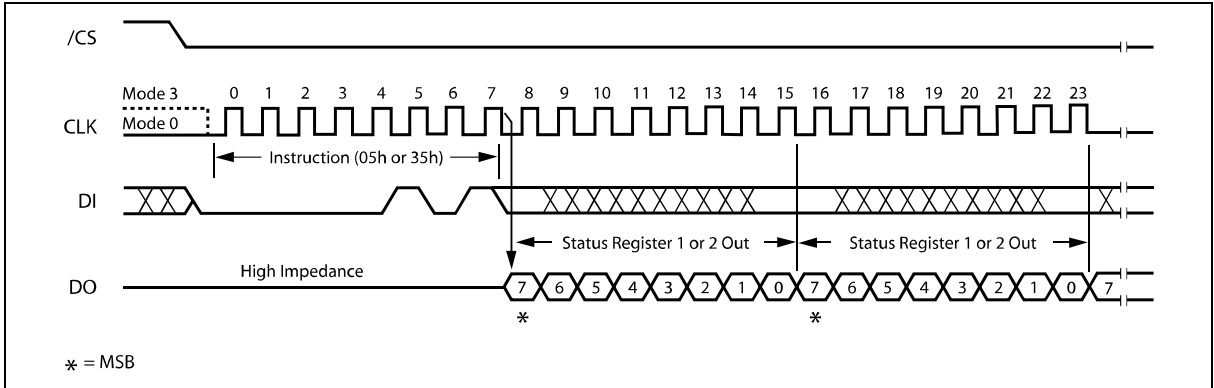 /CS
Mode 3
0 1 2 3 4 5 6 7 8 9 10 11 12 13 14 15 16 17 18 19 20 21 22 23
CLK
Mode 0
Instruction (05h or 35h)
DI
Status Register 1 or 2 Out
Status Register 1 or 2 Out
High Impedance
DO
7 6 5 4 3 2 1 0 7 6 5 4 3 2 1 0 7
* *
* = MSB